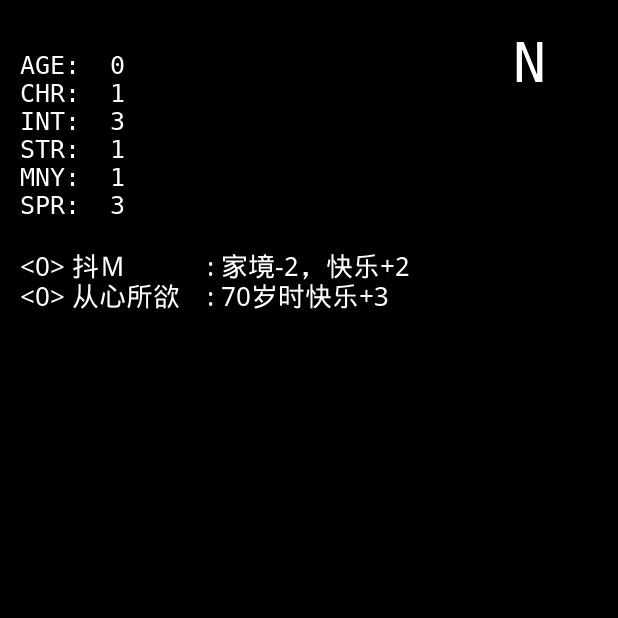 N
AGE: 0
CHR: 1
INT: 3
STR: 1
MNY: 1
SPR: 3
<0> 抖M : 家境-2，快乐+2
<0> 从心所欲 : 70岁时快乐+3